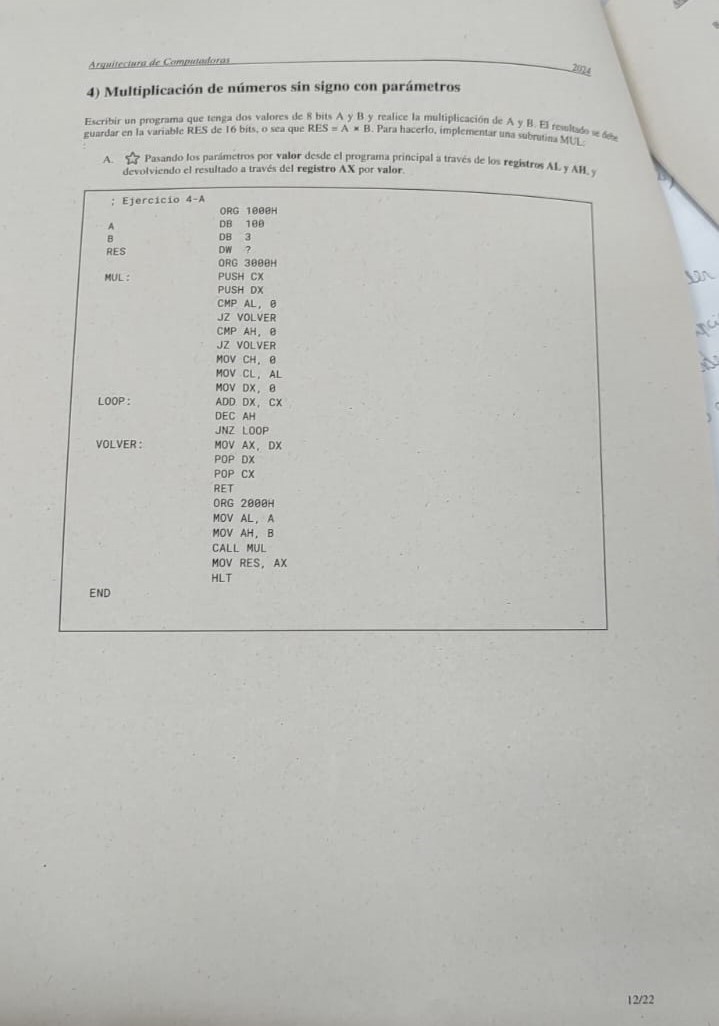 Arquitectura de Computadoras
2024
4) Multiplicación de números sin signo con parámetros
Escribir un programa que tenga dos valores de 8 bits A y B y realice la multiplicación de A y B. El resultado se debe
guardar en la variable RES de 16 bits, o sea que RES = A × B. Para hacerlo, implementar una subrutina MUL:
A. ☆ Pasando los parámetros por valor desde el programa principal a través de los registros AL y AH, y
devolviendo el resultado a través del registro AX por valor.
; Ejercicio 4-A
ORG 1000H
A DB 100
B DB 3
RES DW ?
ORG 3000H
MUL: PUSH CX
PUSH DX
CMP AL, 0
JZ VOLVER
CMP AH, 0
JZ VOLVER
MOV CH, 0
MOV CL, AL
MOV DX, 0
LOOP: ADD DX, CX
DEC AH
JNZ LOOP
VOLVER: MOV AX, DX
POP DX
POP CX
RET
ORG 2000H
MOV AL, A
MOV AH, B
CALL MUL
MOV RES, AX
HLT
END
12/22